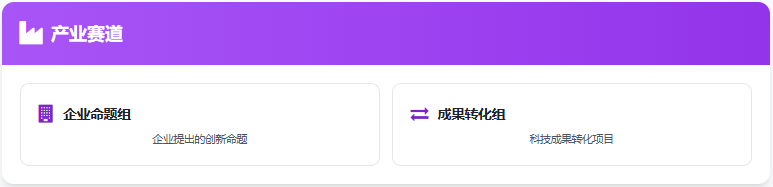 产业赛道
企业命题组
企业提出的创新命题
成果转化组
科技成果转化项目